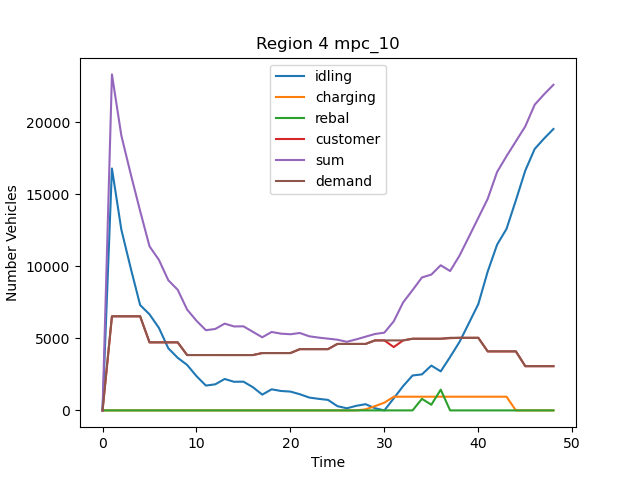 Region 4 mpc_10
idling
charging
rebal
customer
sum
demand
Number Vehicles
20000
15000
10000
5000
0
0 10 20 30 40 50
Time